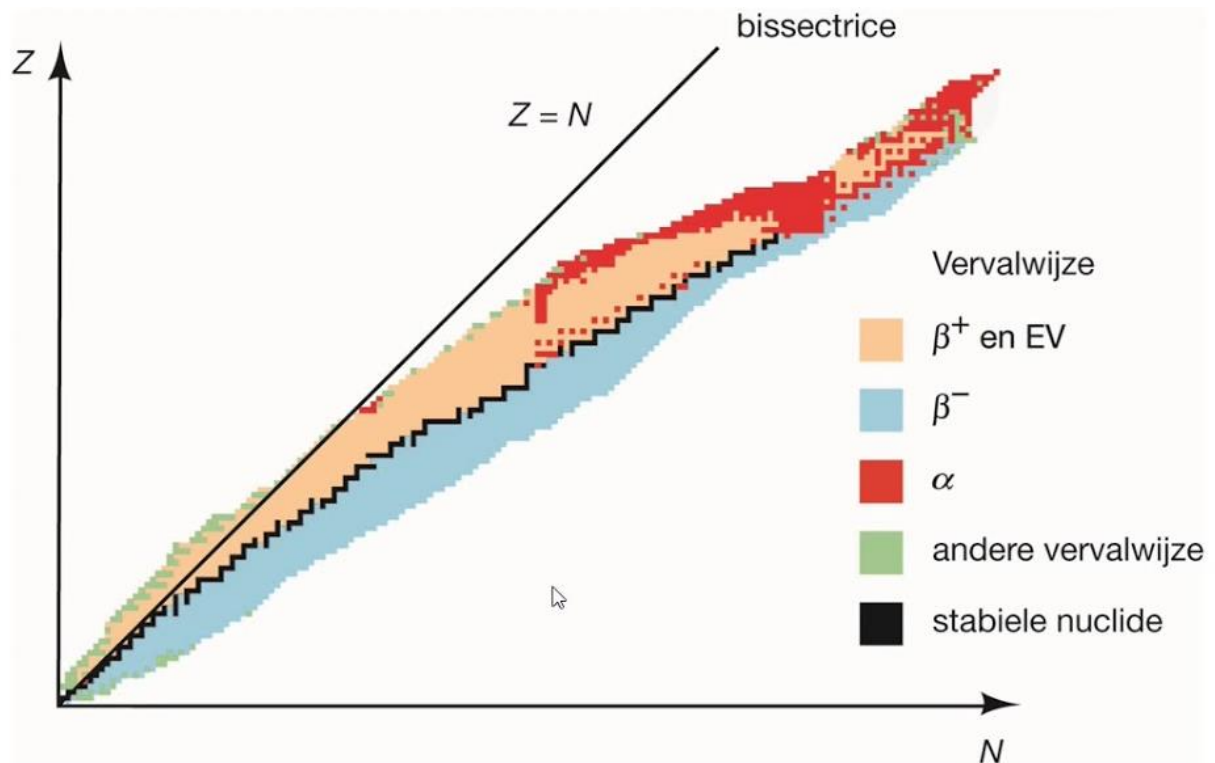 bissectrice
Z
Z = N
Vervalwijze
β⁺ en EV
β⁻
α
andere vervalwijze
stabiele nuclide
N